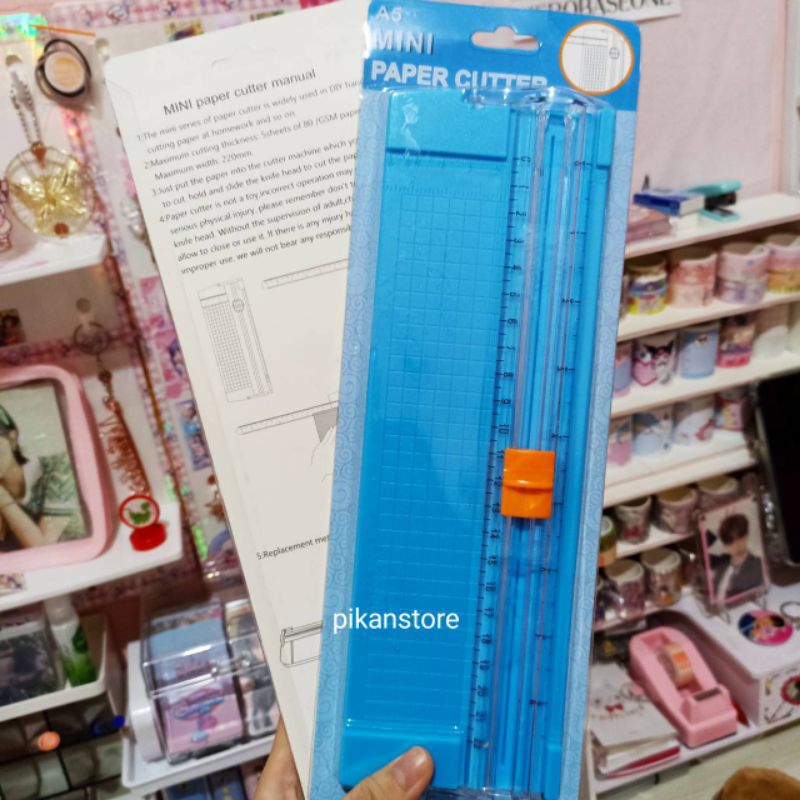 A5
MINI
PAPER CUTTER
MINI paper cutter manual
1:The mini series of paper cutter is widely used in DIY
cutting paper at homework and so on.
2:Maximum cutting thickness: 5sheets of 80 /GSM
Maximum width: 220mm.
3:Just put the paper into the cutter machine which
to cut, hold and slide the knife head to cut the
4:Paper cutter is not a toy,incorrect operation may
serious physical injury. please remember don't
knife head. Without the supervision of adult,
allow to close or use it. If there is any injury
improper use, we will not bear any
5:Replacement
pikanstore